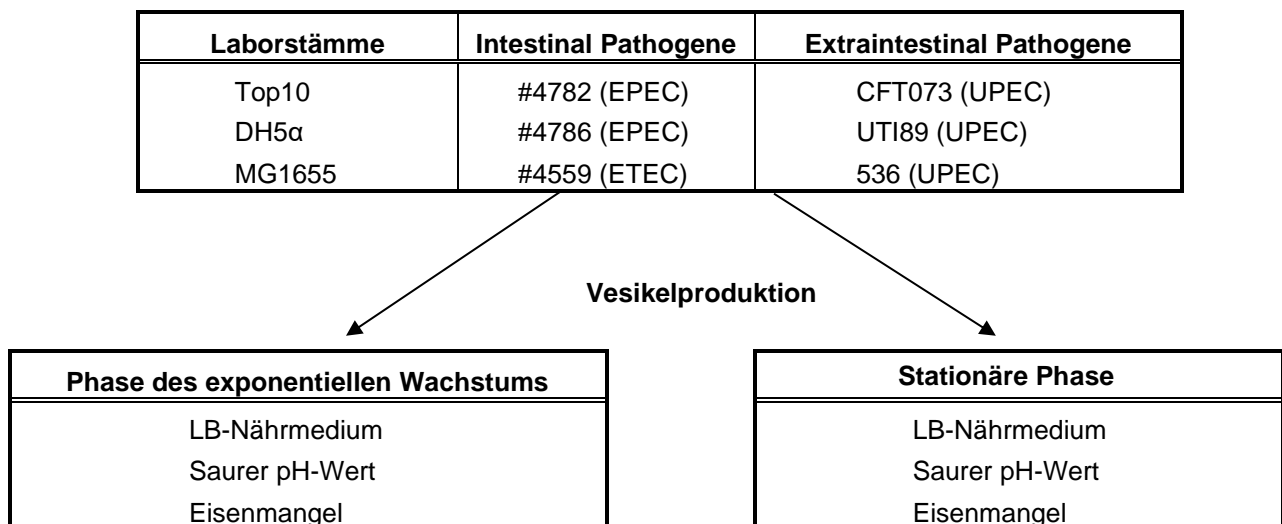 Laborstämme Intestinal Pathogene Extraintestinal Pathogene
Top10 #4782 (EPEC) CFT073 (UPEC)
DH5α #4786 (EPEC) UTI89 (UPEC)
MG1655 #4559 (ETEC) 536 (UPEC)
Vesikelproduktion
Phase des exponentiellen Wachstums Stationäre Phase
LB-Nährmedium LB-Nährmedium
Saurer pH-Wert Saurer pH-Wert
Eisenmangel Eisenmangel